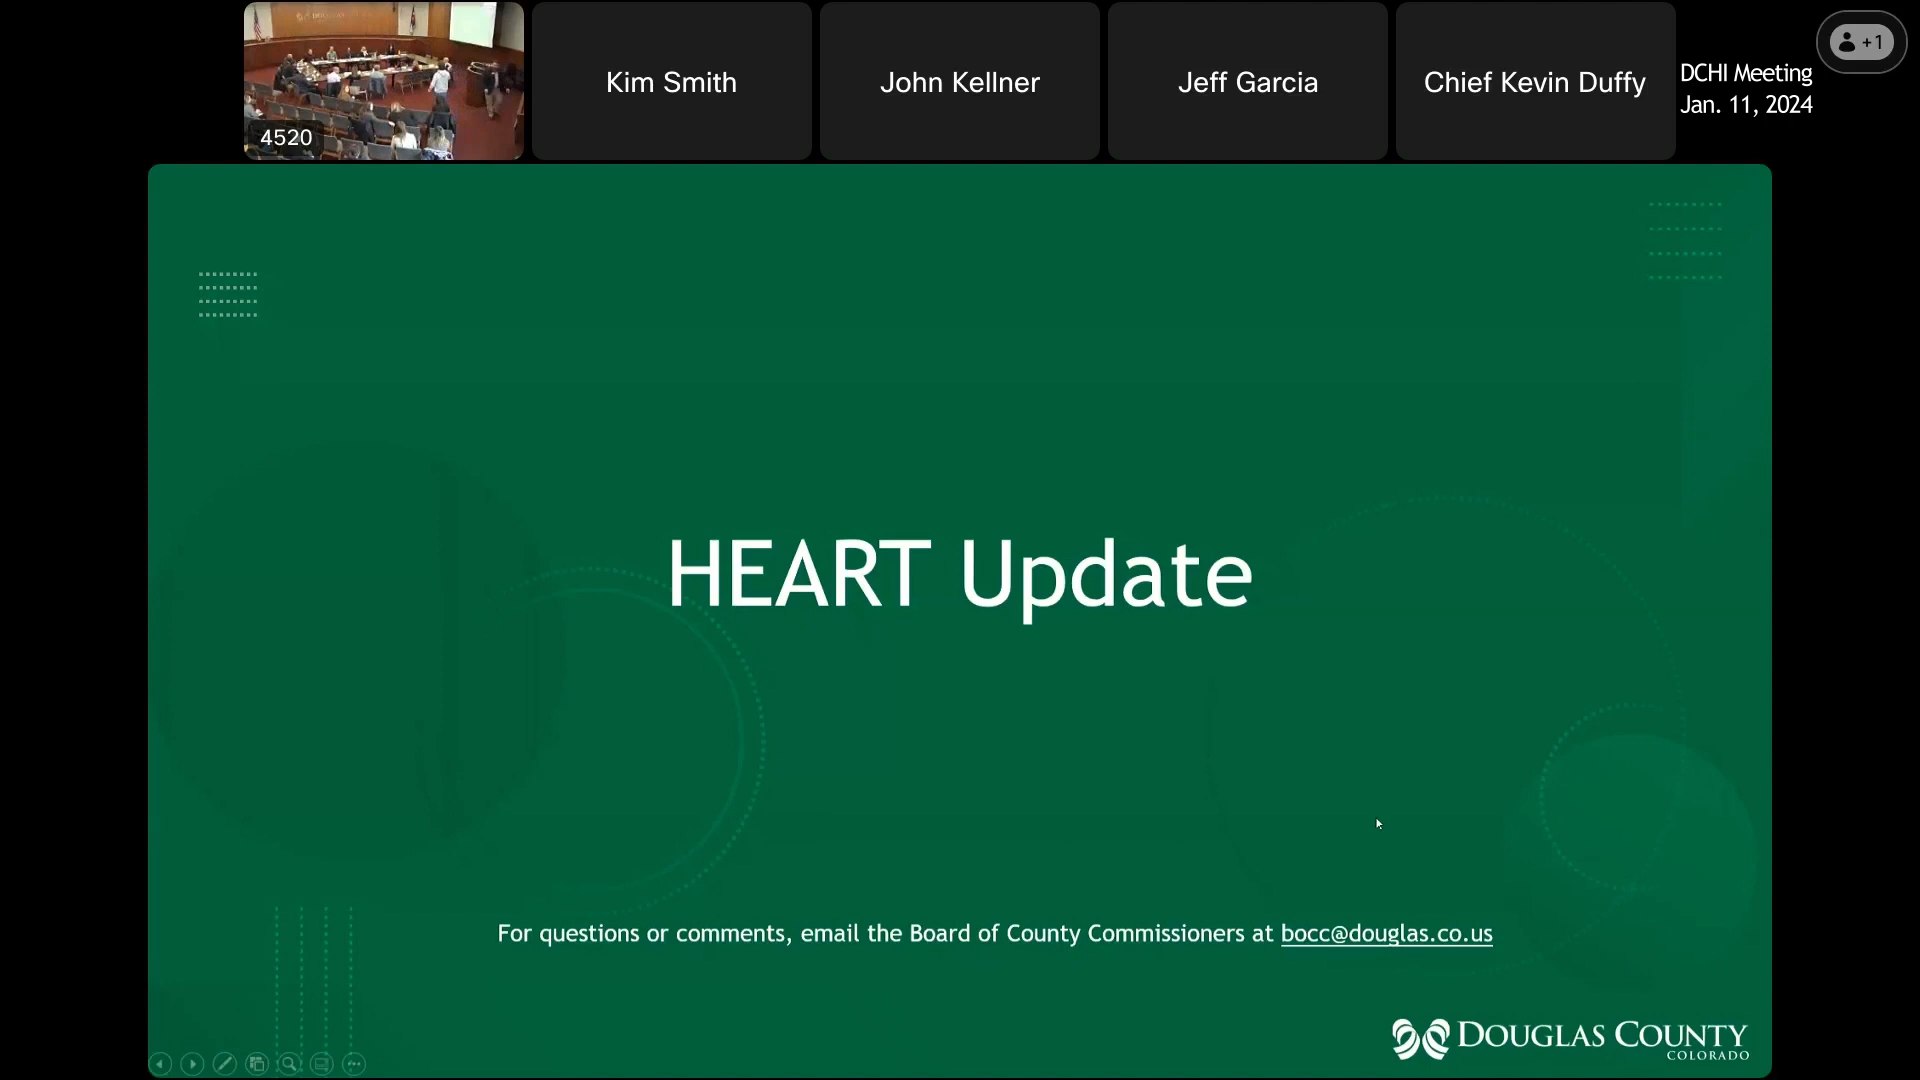 4520
Kim Smith
John Kellner
Jeff Garcia
Chief Kevin Duffy
+1
DCHI Meeting
Jan. 11, 2024
HEART Update
For questions or comments, email the Board of County Commissioners at bocc@douglas.co.us
DOUGLAS COUNTY
COLORADO